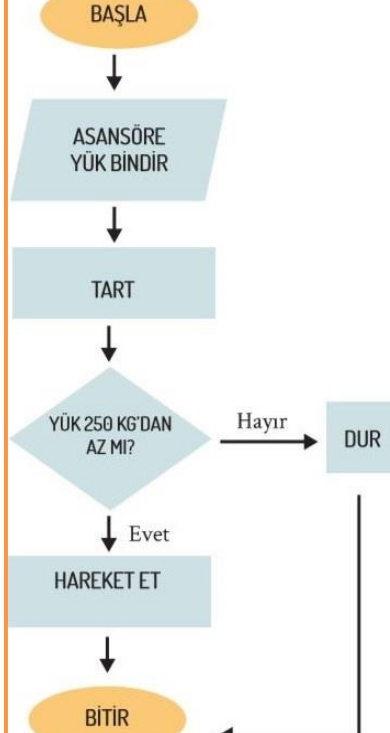 BAŞLA
ASANSÖRE
YÜK BİNDİR
TART
YÜK 250 KG'DAN
AZ MI?
Hayır
DUR
Evet
HAREKET ET
BİTİR